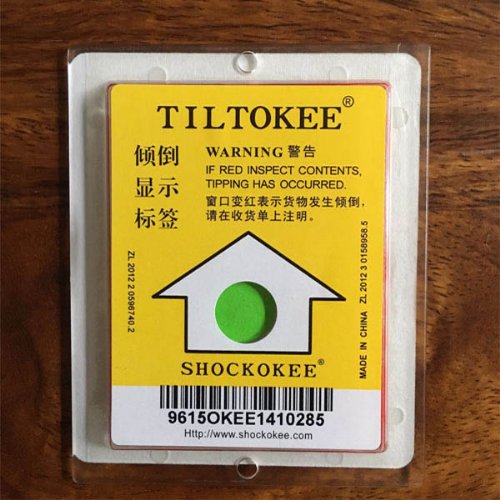 TILTOKEE®
倾倒
显示
标签
WARNING 警告
IF RED INSPECT CONTENTS,
TIPPING HAS OCCURRED.
窗口变红表示货物发生倾倒,
请在收货单上注明。
ZL 2012 2 0596740.2
MADE IN CHINA ZL 2012 3 0158958.5
SHOCKOKEE®
9615OKEE1410285
Http://www.shockokee.com